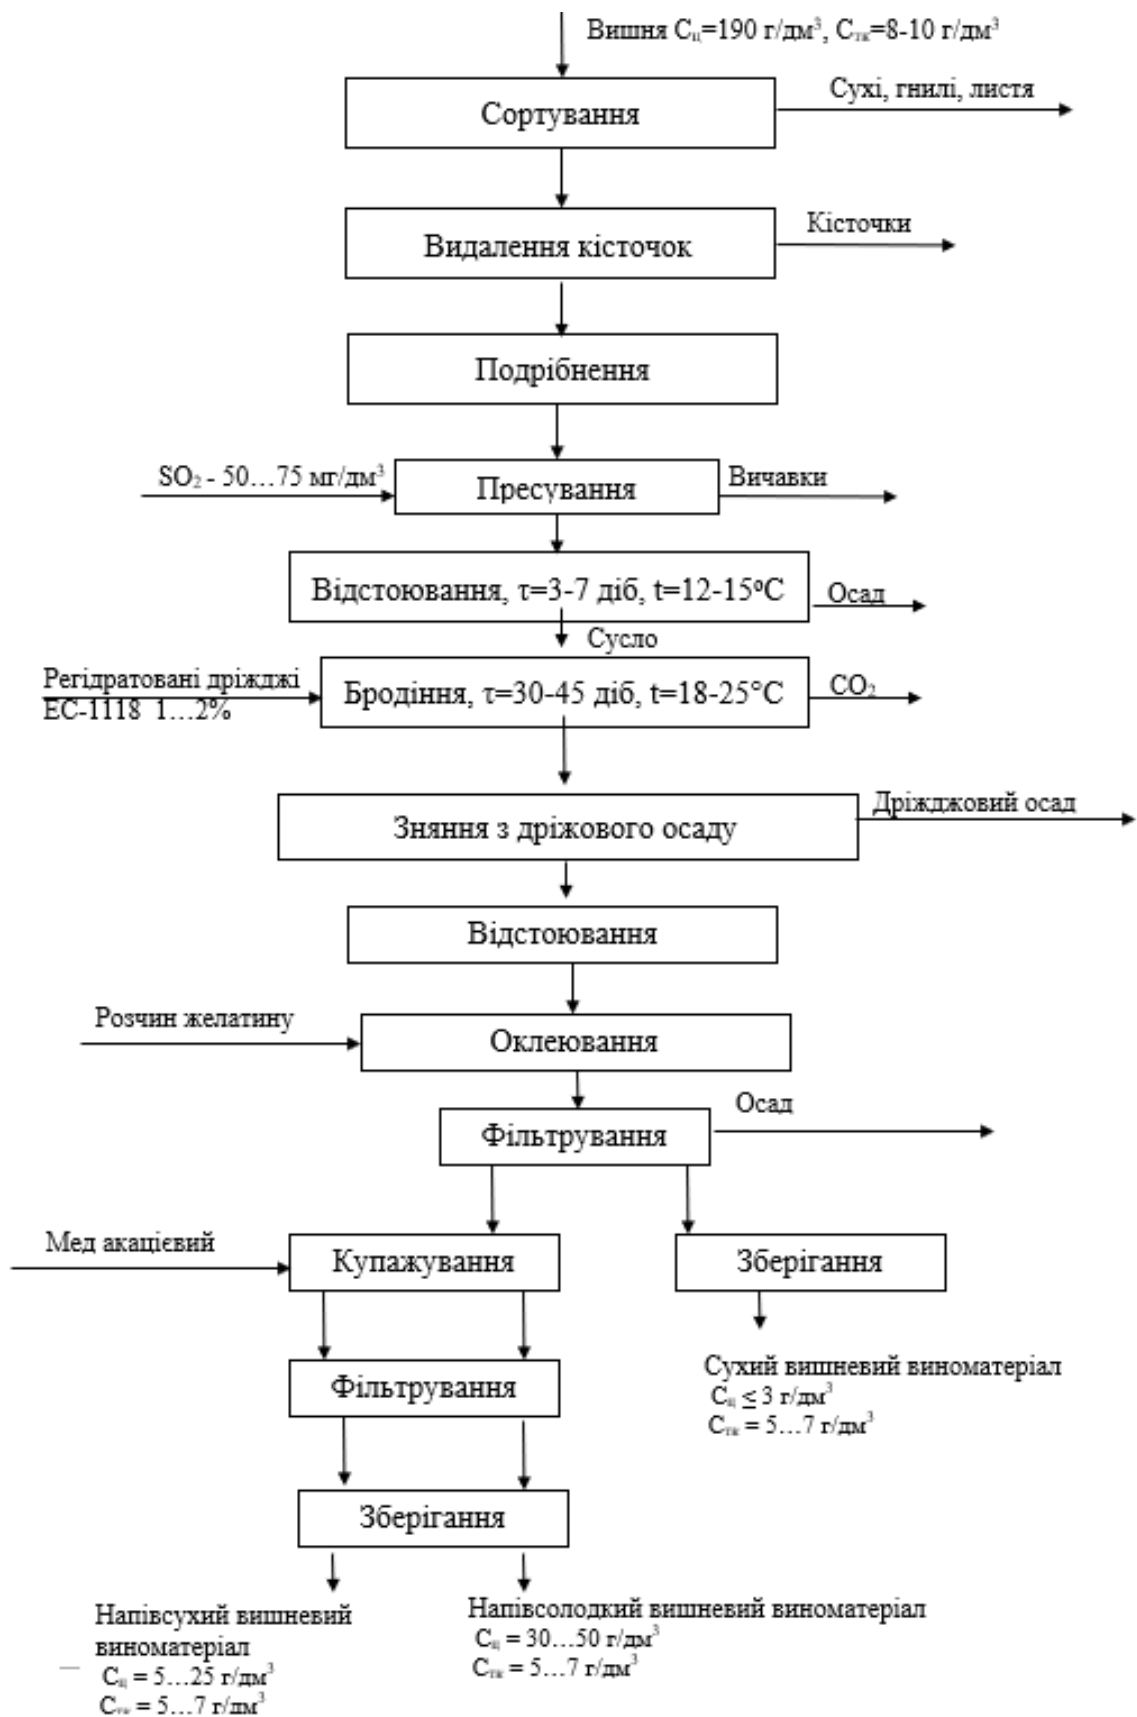 Вишня Сц=190 г/дм³, Стк=8-10 г/дм³
Сортування
Сухі, гнилі, листя
Видалення кісточок
Кісточки
Подрібнення
SO₂ - 50…75 мг/дм³
Пресування
Вичавки
Відстоювання, τ=3-7 діб, t=12-15ºС
Осад
Сусло
Регідратовані дріжджі
ЕС-1118 1…2%
Бродіння, τ=30-45 діб, t=18-25°С
СО₂
Зняння з дріжового осаду
Дріжджовий осад
Відстоювання
Розчин желатину
Оклеювання
Фільтрування
Осад
Мед акацієвий
Купажування
Зберігання
Фільтрування
Сухий вишневий виноматеріал
Сц ≤ 3 г/дм³
Стк = 5…7 г/дм³
Зберігання
Напівсухий вишневий
виноматеріал
Сц = 5…25 г/дм³
Стк = 5…7 г/дм³
Напівсолодкий вишневий виноматеріал
Сц = 30…50 г/дм³
Стк = 5…7 г/дм³